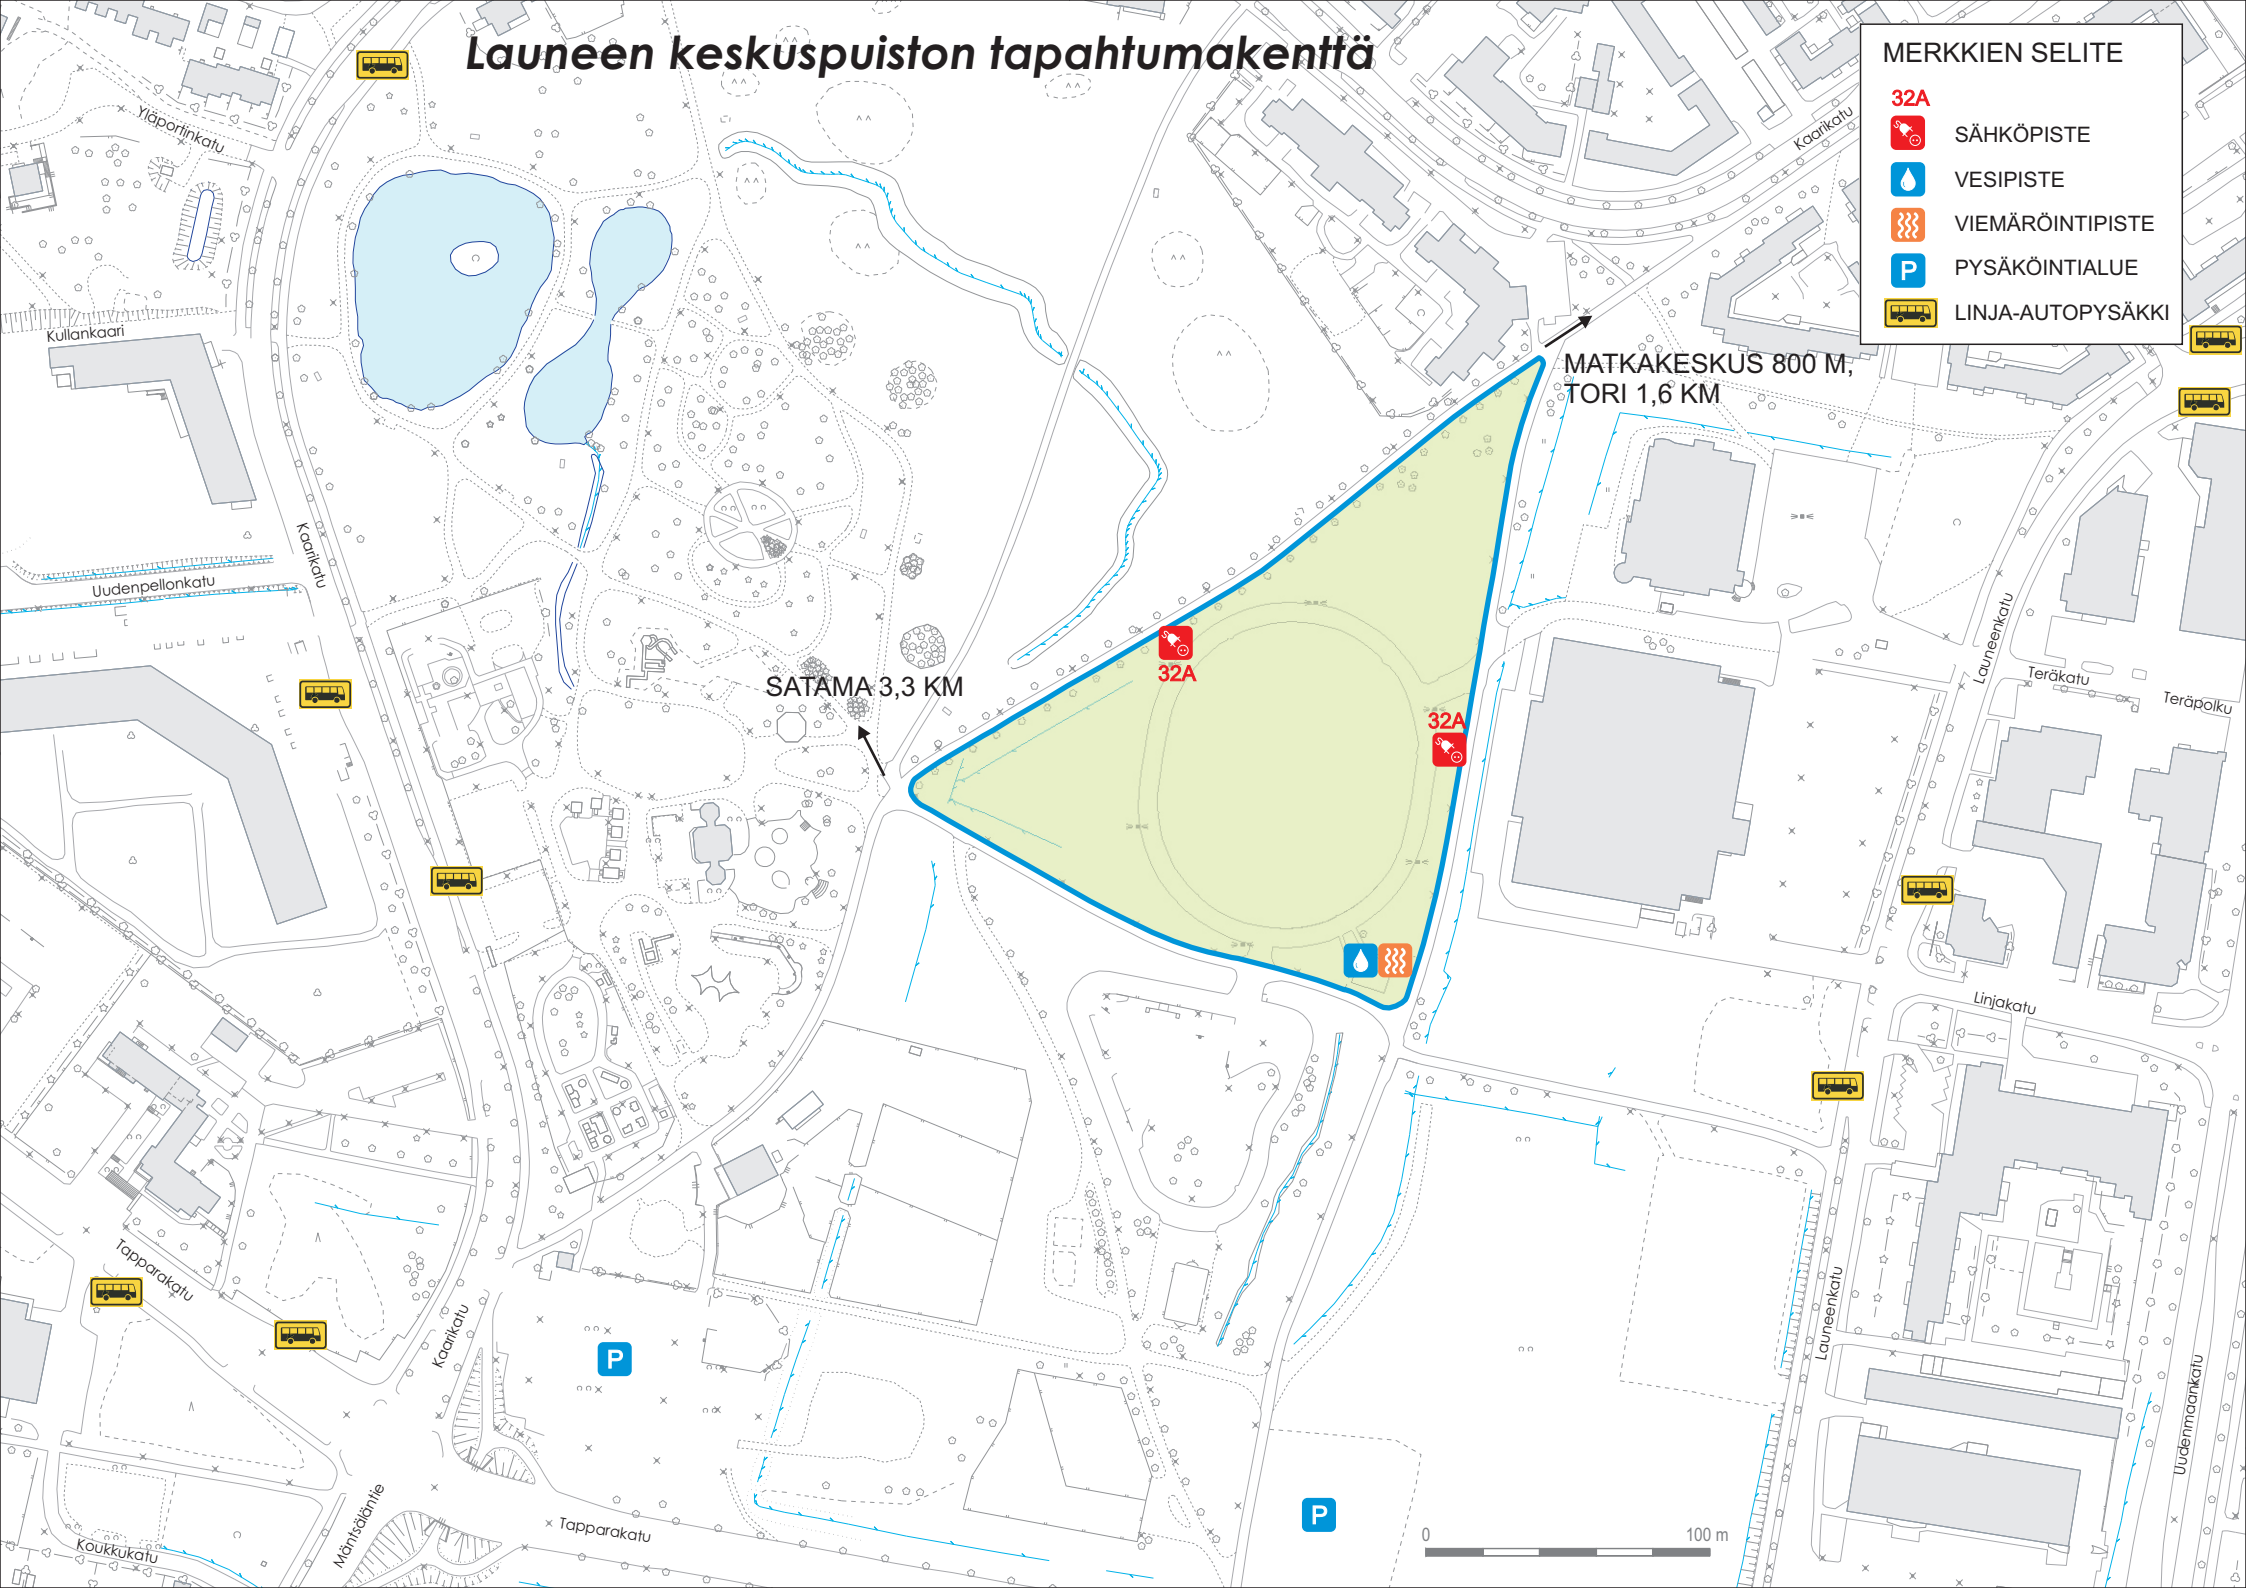 Launeen keskuspuiston tapahtumakenttä
MERKKIEN SELITE
32A
SÄHKÖPISTE
VESIPISTE
VIEMÄRÖINTIPISTE
P
PYSÄKÖINTIALUE
LINJA-AUTOPYSÄKKI
Yläportinkatu
Kaarikatu
Kullankaari
MATKAKESKUS 800 M,
TORI 1,6 KM
Kaarikatu
Uudenpellonkatu
Launeenkatu
Teräkatu
Teräpolku
32A
SATAMA 3,3 KM
32A
Linjakatu
Tapparakatu
Kaarikatu
Launeenkatu
P
Uudenmaankatu
Mäntsäläntie
Tapparakatu
Koukkukatu
P
0
100 m